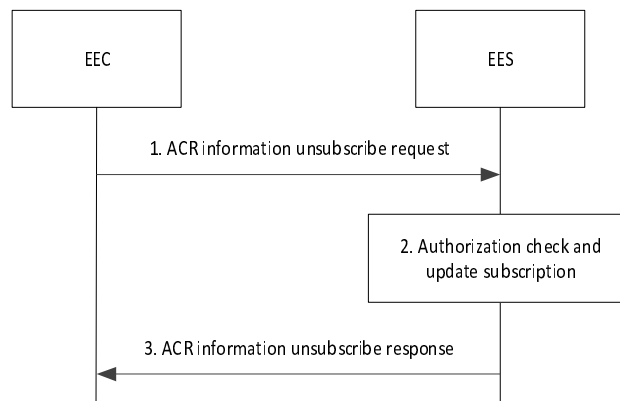 EEC
EES
1. ACR information unsubscribe request
2. Authorization check and
update subscription
3. ACR information unsubscribe response